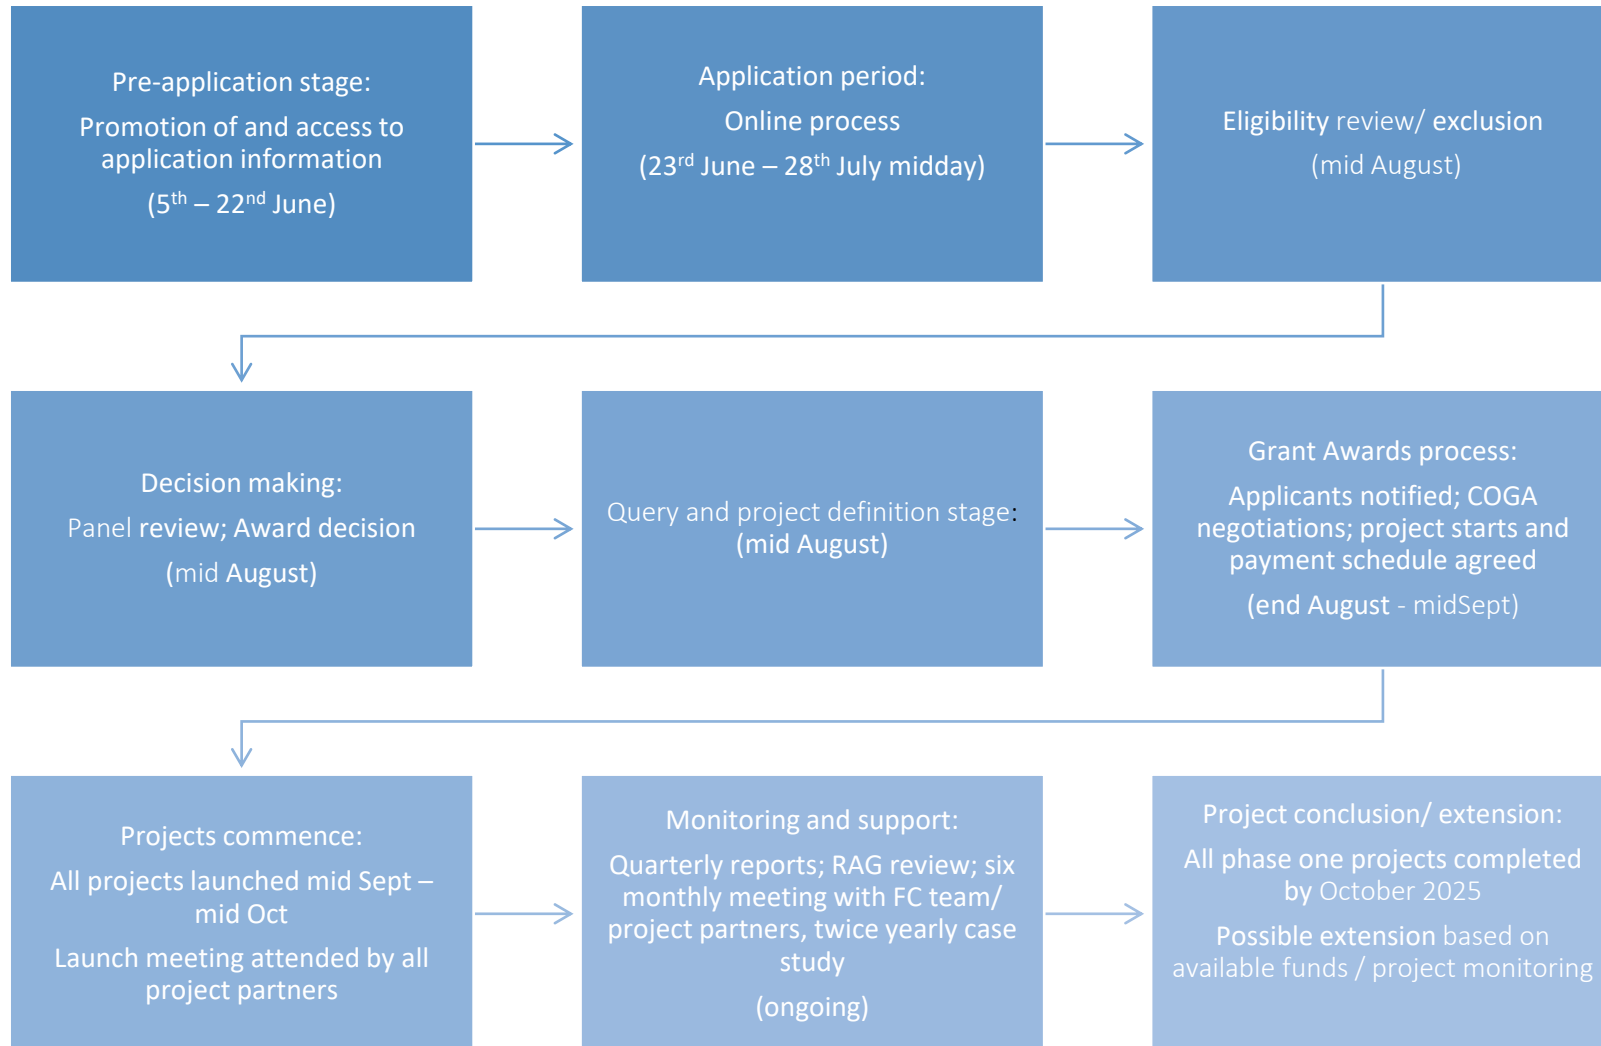 Pre-application stage:
Promotion of and access to
application information
(5th – 22nd June)
Application period:
Online process
(23rd June – 28th July midday)
Eligibility review/ exclusion
(mid August)
Decision making:
Panel review; Award decision
(mid August)
Query and project definition stage:
(mid August)
Grant Awards process:
Applicants notified; COGA
negotiations; project starts and
payment schedule agreed
(end August - midSept)
Projects commence:
All projects launched mid Sept –
mid Oct
Launch meeting attended by all
project partners
Monitoring and support:
Quarterly reports; RAG review; six
monthly meeting with FC team/
project partners, twice yearly case
study
(ongoing)
Project conclusion/ extension:
All phase one projects completed
by October 2025
Possible extension based on
available funds / project monitoring